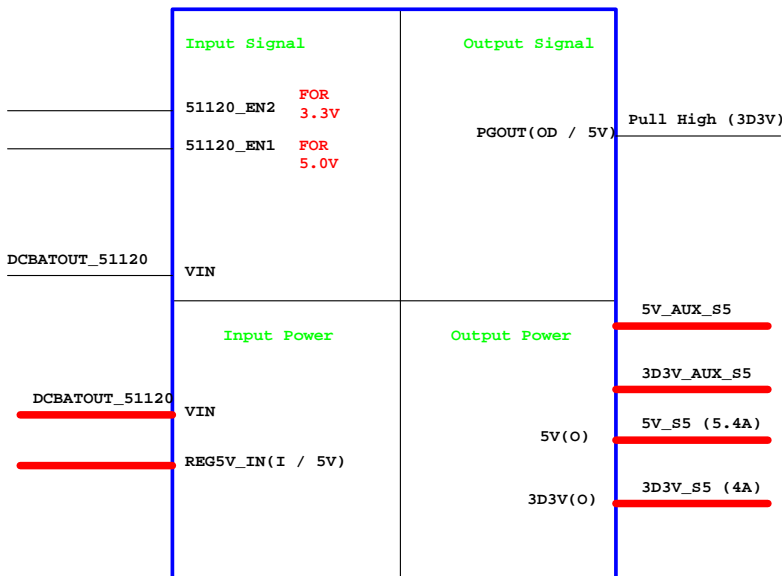 Input Signal
Output Signal
51120_EN2
FOR
3.3V
51120_EN1
FOR
5.0V
PGOUT(OD / 5V)
Pull High (3D3V)
DCBATOUT_51120
VIN
Input Power
Output Power
5V_AUX_S5
3D3V_AUX_S5
DCBATOUT_51120
VIN
5V(O)
5V_S5 (5.4A)
REG5V_IN(I / 5V)
3D3V(O)
3D3V_S5 (4A)